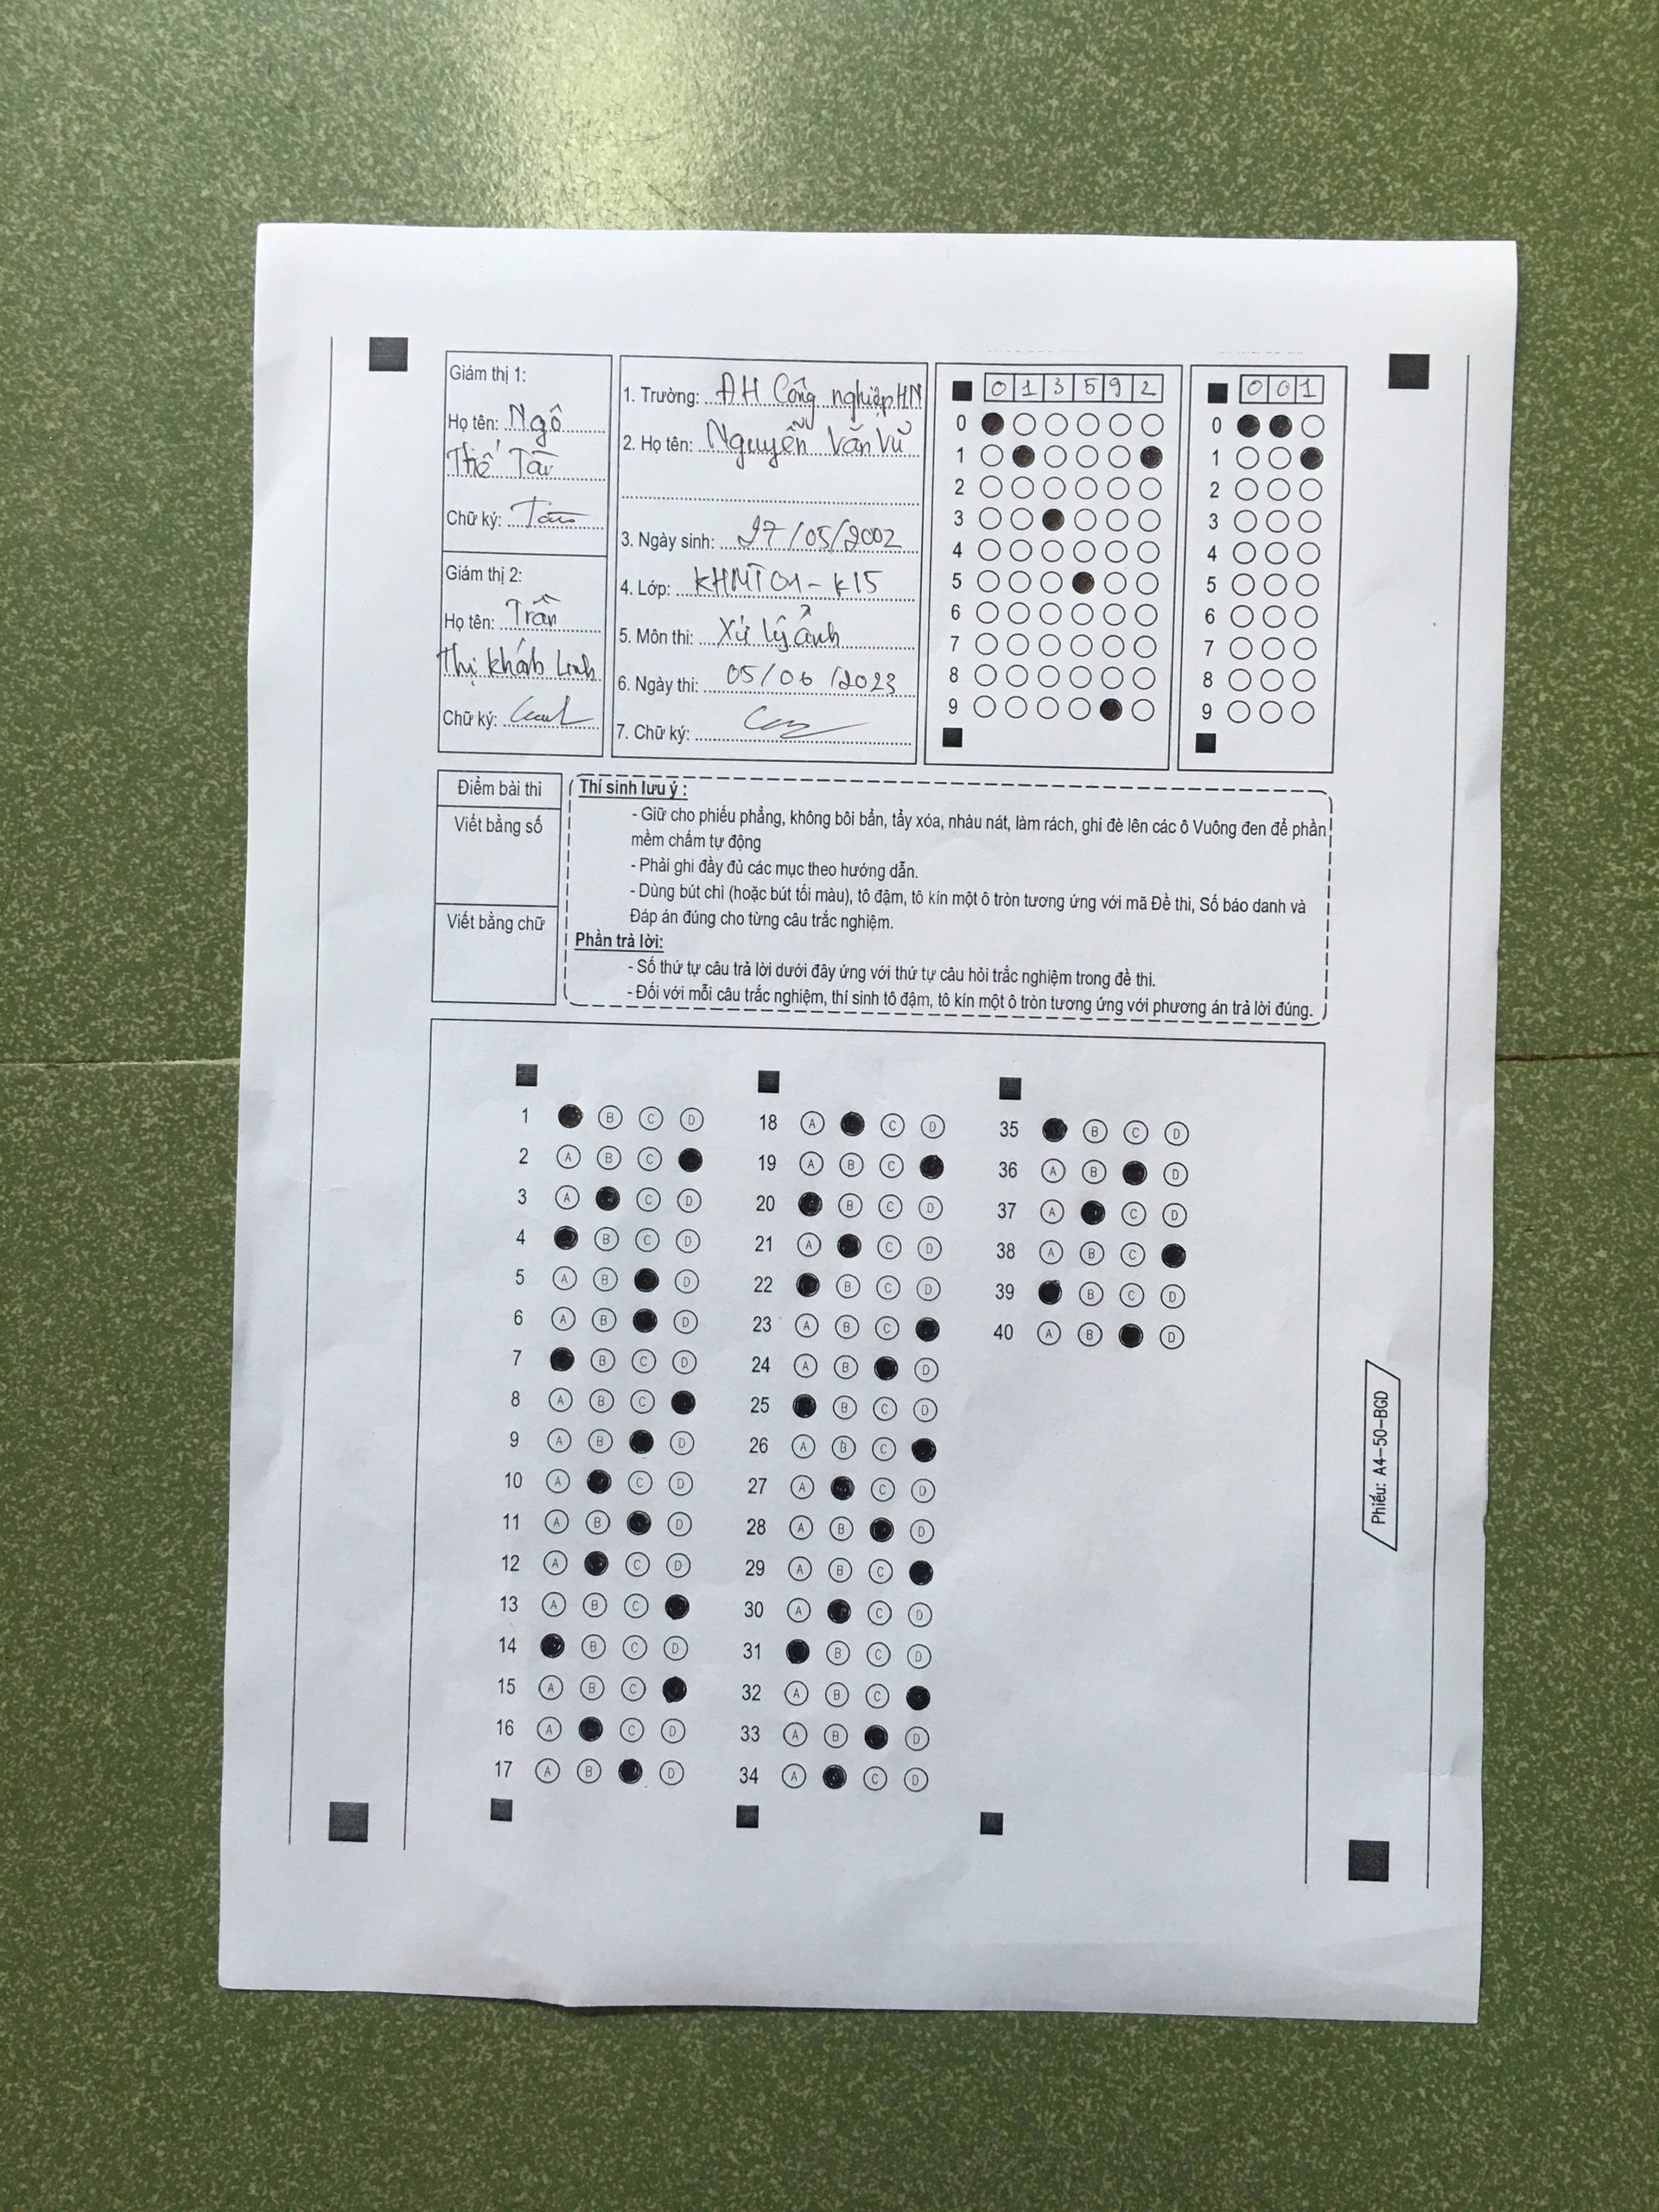 Giám thị 1:
Họ tên: Ngô
Thế Tài
Chữ ký:
Giám thị 2:
Họ tên: Trần
Thị Khánh Linh
Chữ ký:
1. Trường: ĐH Công nghiệp HN
2. Họ tên: Nguyễn Văn Vũ
3. Ngày sinh: 27/05/2002
4. Lớp: KHMT01-K15
5. Môn thi: Xử lý ảnh
6. Ngày thi: 05/06/2023
7. Chữ ký:
0 1 3 5 9 2
0
1
2
3
4
5
6
7
8
9
0 0 1
0
1
2
3
4
5
6
7
8
9
Điểm bài thi
Viết bằng số
Viết bằng chữ
Thí sinh lưu ý :
- Giữ cho phiếu phẳng, không bôi bẩn, tẩy xóa, nhàu nát, làm rách, ghi đè lên các ô Vuông đen để phần
mềm chấm tự động
- Phải ghi đầy đủ các mục theo hướng dẫn.
- Dùng bút chì (hoặc bút tối màu), tô đậm, tô kín một ô tròn tương ứng với mã Đề thi, Số báo danh và
Đáp án đúng cho từng câu trắc nghiệm.
Phần trả lời:
- Số thứ tự câu trả lời dưới đây ứng với thứ tự câu hỏi trắc nghiệm trong đề thi.
- Đối với mỗi câu trắc nghiệm, thí sinh tô đậm, tô kín một ô tròn tương ứng với phương án trả lời đúng.
1 B C D
2 A B C
3 A C D
4 B C D
5 A B D
6 A B D
7 B C D
8 A B C
9 A B D
10 A C D
11 A B D
12 A C D
13 A B C
14 B C D
15 A B C
16 A C D
17 A B D
18 A C D
19 A B C
20 B C D
21 A C D
22 B C D
23 A B C
24 A B D
25 B C D
26 A B C
27 A C D
28 A B D
29 A B C
30 A C D
31 B C D
32 A B C
33 A B D
34 A C D
35 B C D
36 A B D
37 A C D
38 A B C
39 B C D
40 A B D
Phiếu: A4-50-BGD